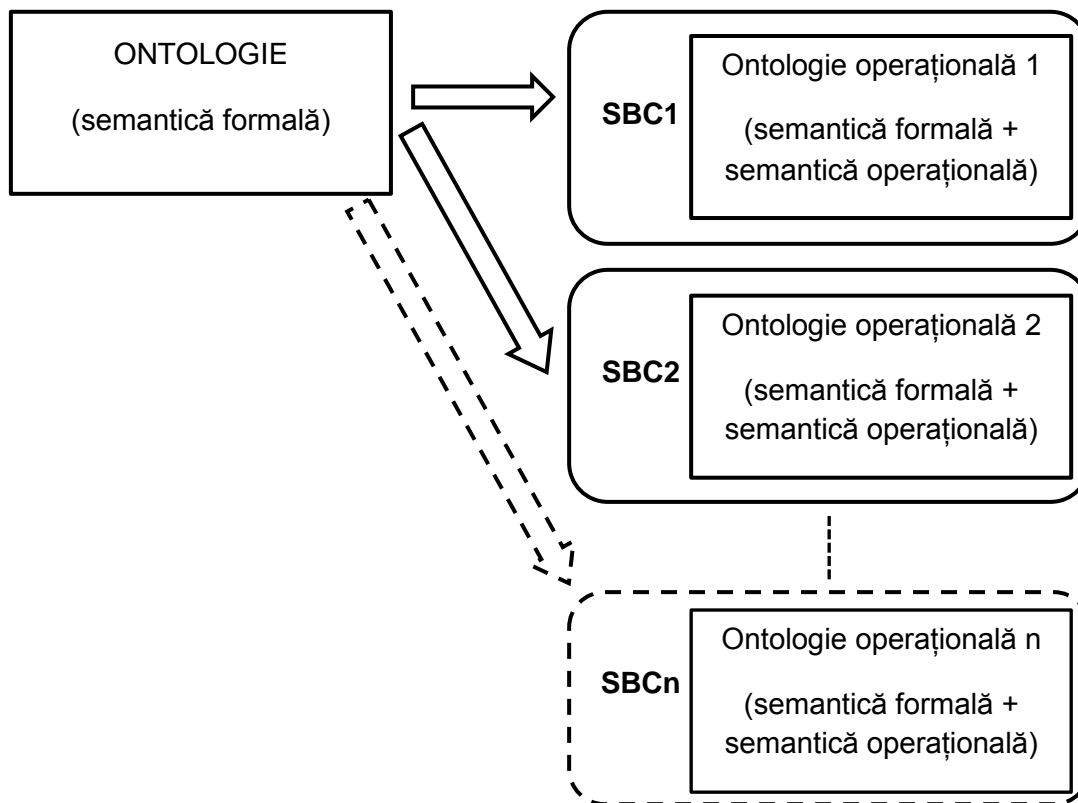 ONTOLOGIE
(semantică formală)
SBC1
Ontologie operațională 1
(semantică formală +
semantică operațională)
SBC2
Ontologie operațională 2
(semantică formală +
semantică operațională)
SBCn
Ontologie operațională n
(semantică formală +
semantică operațională)